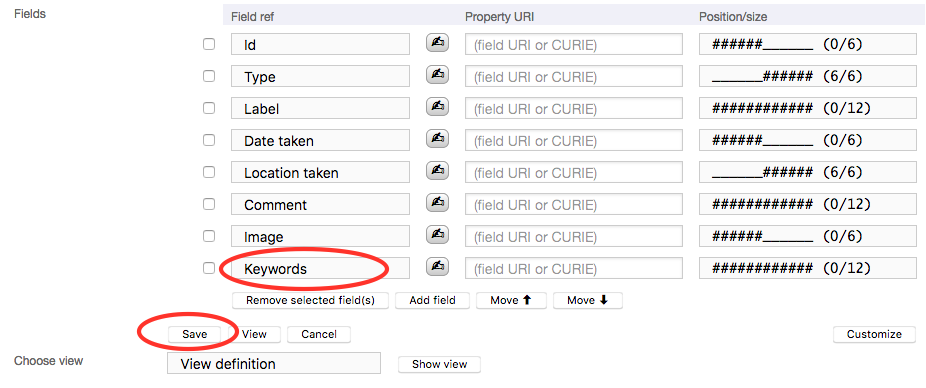 Fields Field ref Property URI Position/size
Id (field URI or CURIE) ######______ (0/6)
Type (field URI or CURIE) ______###### (6/6)
Label (field URI or CURIE) ############ (0/12)
Date taken (field URI or CURIE) ######______ (0/6)
Location taken (field URI or CURIE) ______###### (6/6)
Comment (field URI or CURIE) ############ (0/12)
Image (field URI or CURIE) ######______ (0/6)
Keywords (field URI or CURIE) ############ (0/12)
Remove selected field(s) Add field Move ⬆ Move ⬇
Save View Cancel Customize
Choose view View definition Show view